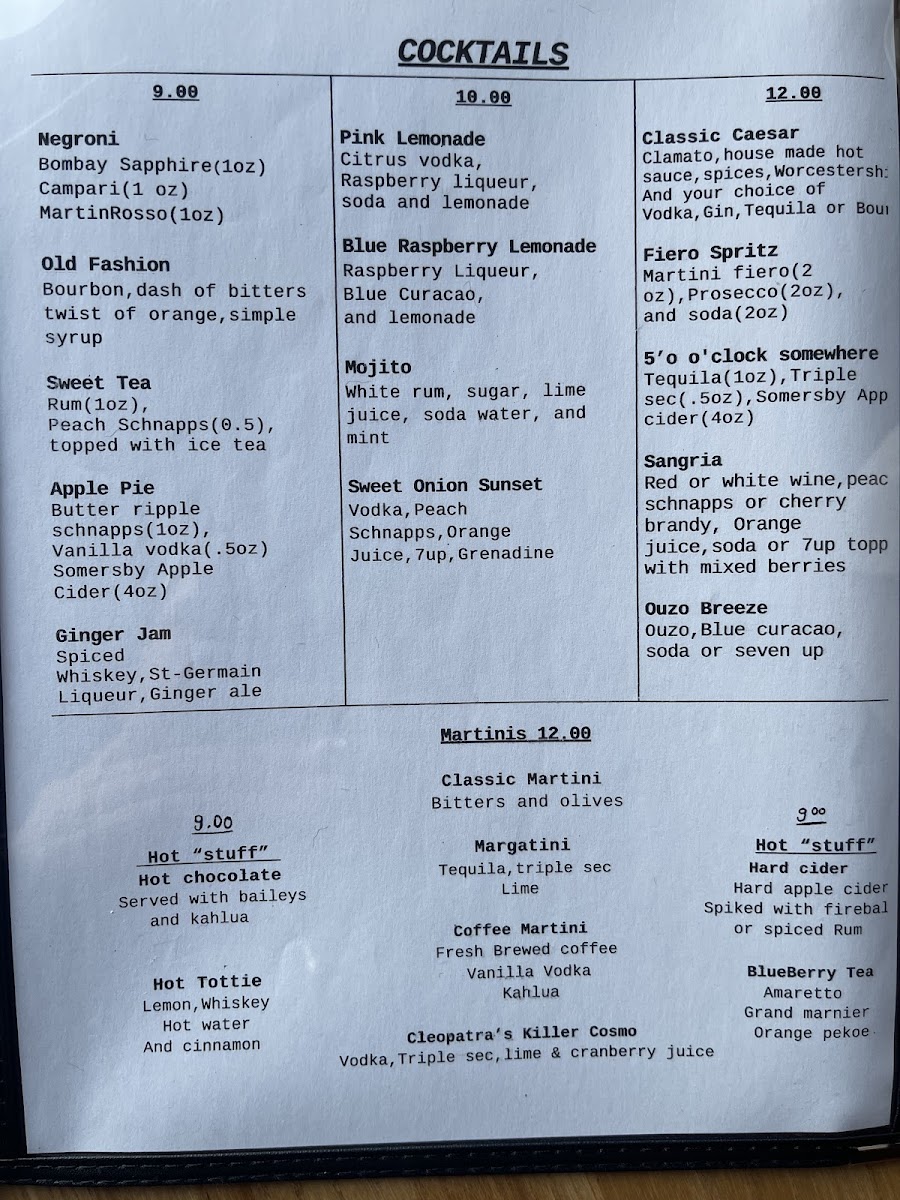 COCKTAILS
9.00
Negroni
Bombay Sapphire(1oz)
Campari(1 oz)
MartinRosso(1oz)
Old Fashion
Bourbon,dash of bitters
twist of orange,simple
syrup
Sweet Tea
Rum(1oz),
Peach Schnapps(0.5),
topped with ice tea
Apple Pie
Butter ripple
schnapps(1oz),
Vanilla vodka(.5oz)
Somersby Apple
Cider(4oz)
Ginger Jam
Spiced
Whiskey,St-Germain
Liqueur,Ginger ale
10.00
Pink Lemonade
Citrus vodka,
Raspberry liqueur,
soda and lemonade
Blue Raspberry Lemonade
Raspberry Liqueur,
Blue Curacao,
and lemonade
Mojito
White rum, sugar, lime
juice, soda water, and
mint
Sweet Onion Sunset
Vodka,Peach
Schnapps,Orange
Juice,7up,Grenadine
12.00
Classic Caesar
Clamato,house made hot
sauce,spices,
And your choice of
Vodka,Gin,Tequila or
Fiero Spritz
Martini fiero(2
oz),Prosecco(2oz),
and soda(2oz)
5’o o'clock somewhere
Tequila(1oz),Triple
sec(.5oz),Somersby App
cider(4oz)
Sangria
Red or white wine,peac
schnapps or cherry
brandy, Orange
juice,soda or 7up topp
with mixed berries
Ouzo Breeze
Ouzo,Blue curacao,
soda or seven up
Martinis 12.00
Classic Martini
Bitters and olives
Margatini
Tequila,triple sec
Lime
Coffee Martini
Fresh Brewed coffee
Vanilla Vodka
Kahlua
Cleopatra’s Killer Cosmo
Vodka,Triple sec,lime & cranberry juice
9.00
Hot “stuff”
Hot chocolate
Served with baileys
and kahlua
Hot Tottie
Lemon,Whiskey
Hot water
And cinnamon
9.00
Hot “stuff”
Hard cider
Hard apple cider
Spiked with firebal
or spiced Rum
BlueBerry Tea
Amaretto
Grand marnier
Orange pekoe